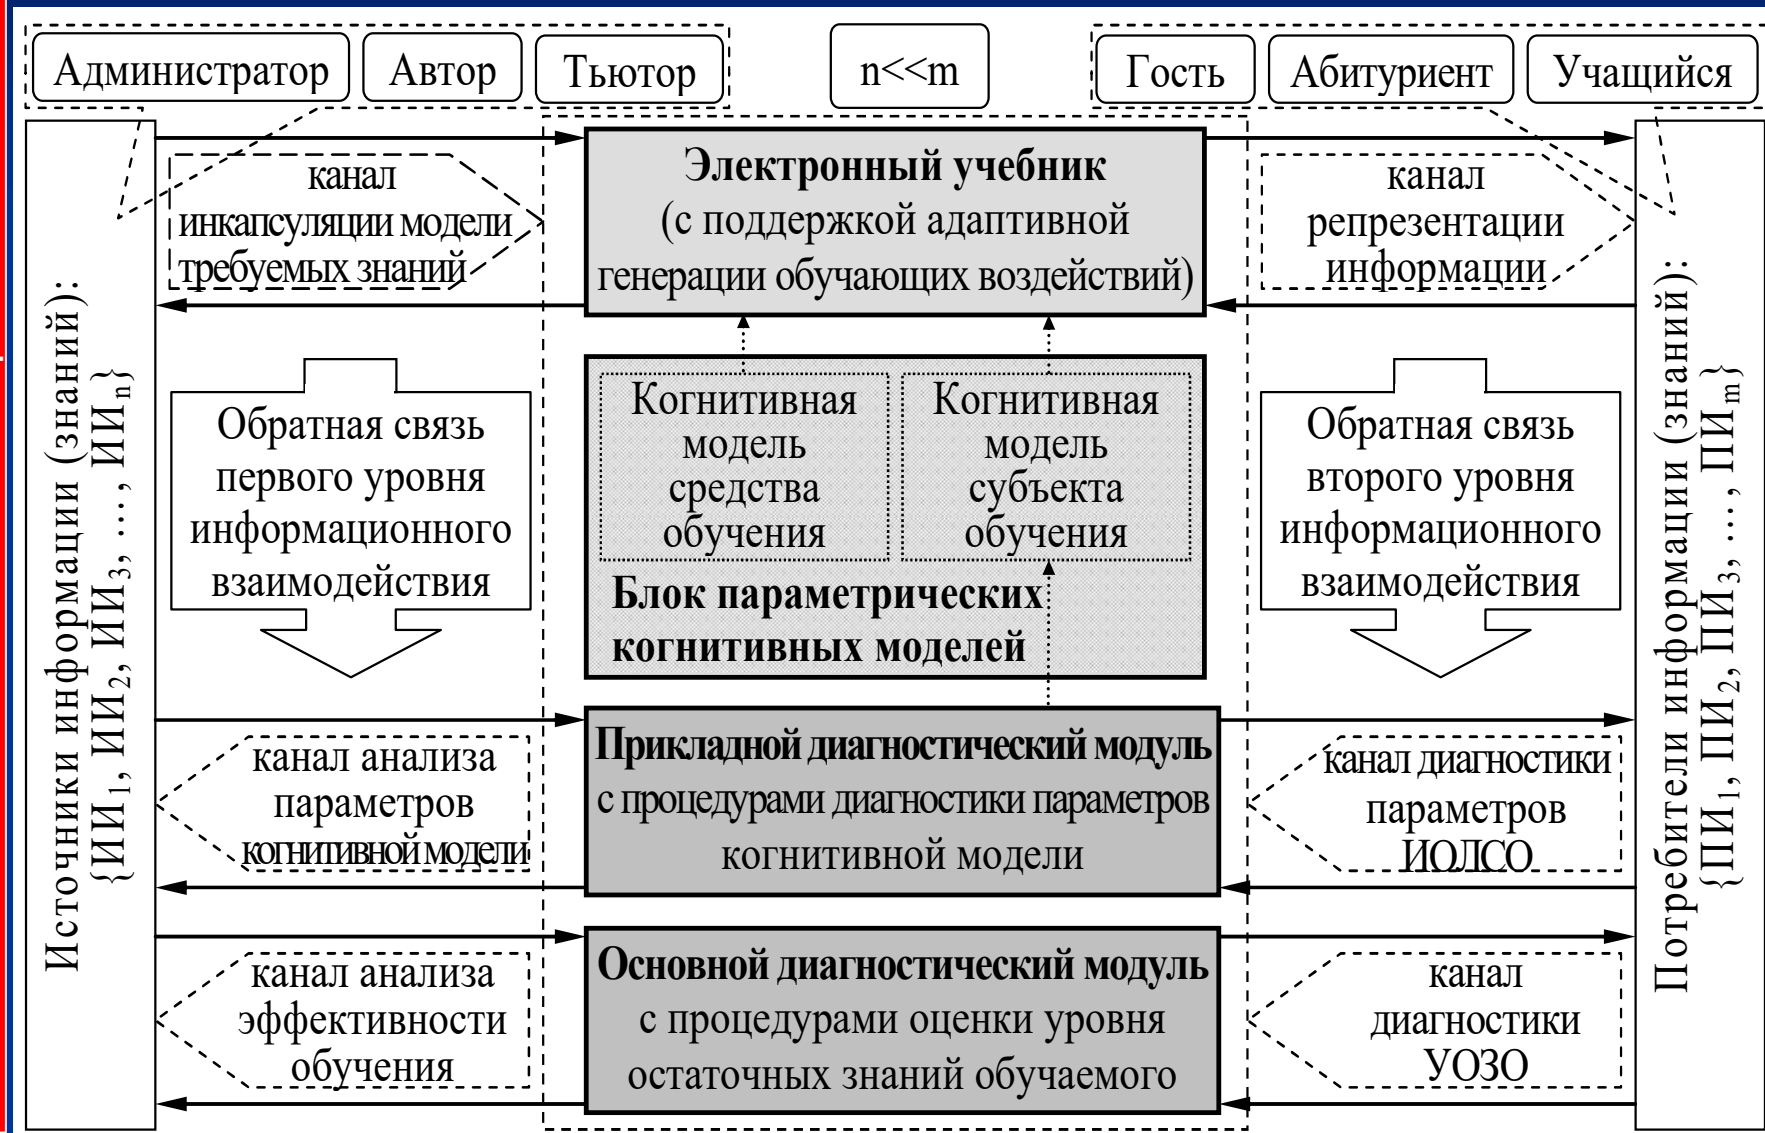 Администратор
Автор
Тьютор
n<<m
Гость
Абитуриент
Учащийся
Источники информации (знаний):
{ИИ1, ИИ2, ИИ3, …, ИИn}
канал
инкапсуляции модели
требуемых знаний
Электронный учебник
(с поддержкой адаптивной
генерации обучающих воздействий)
канал
репрезентации
информации
Потребители информации (знаний):
{ПИ1, ПИ2, ПИ3, …, ПИm}
Обратная связь
первого уровня
информационного
взаимодействия
Когнитивная
модель
средства
обучения
Когнитивная
модель
субъекта
обучения
Блок параметрических
когнитивных моделей
Обратная связь
второго уровня
информационного
взаимодействия
канал анализа
параметров
когнитивной модели
Прикладной диагностический модуль
с процедурами диагностики параметров
когнитивной модели
канал диагностики
параметров
ИОЛСО
канал анализа
эффективности
обучения
Основной диагностический модуль
с процедурами оценки уровня
остаточных знаний обучаемого
канал
диагностики
УОЗО